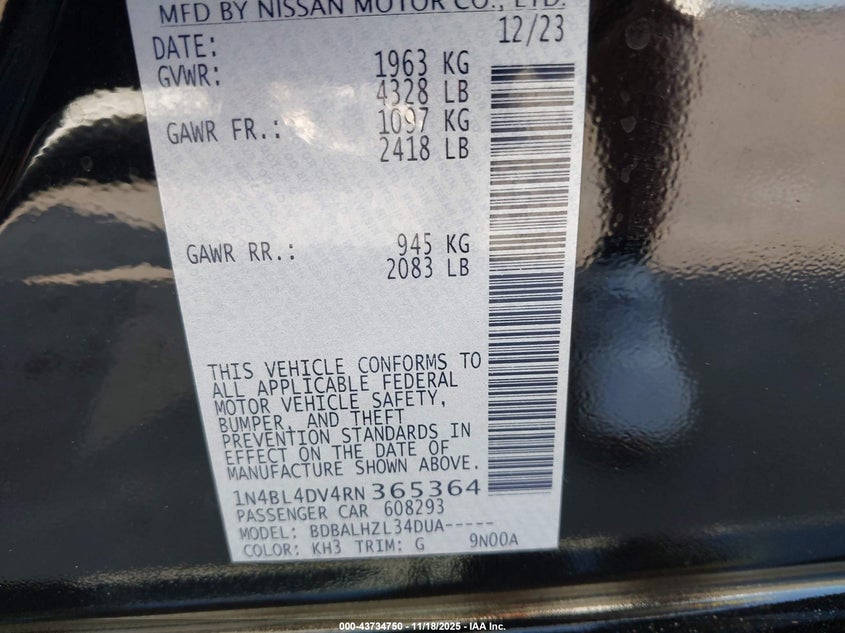 MFD BY NISSAN MOTOR CO., LTD.
DATE: 12/23
GVWR: 1963 KG
4328 LB
GAWR FR.: 1097 KG
2418 LB
GAWR RR.: 945 KG
2083 LB
THIS VEHICLE CONFORMS TO
ALL APPLICABLE FEDERAL
MOTOR VEHICLE SAFETY,
BUMPER, AND THEFT
PREVENTION STANDARDS IN
EFFECT ON THE DATE OF
MANUFACTURE SHOWN ABOVE.
1N4BL4DV4RN365364
PASSENGER CAR 608293
MODEL: BDBALHZL34DUA-----
COLOR: KH3 TRIM: G 9N00A
000-43734750 — 11/18/2025 — IAA Inc.